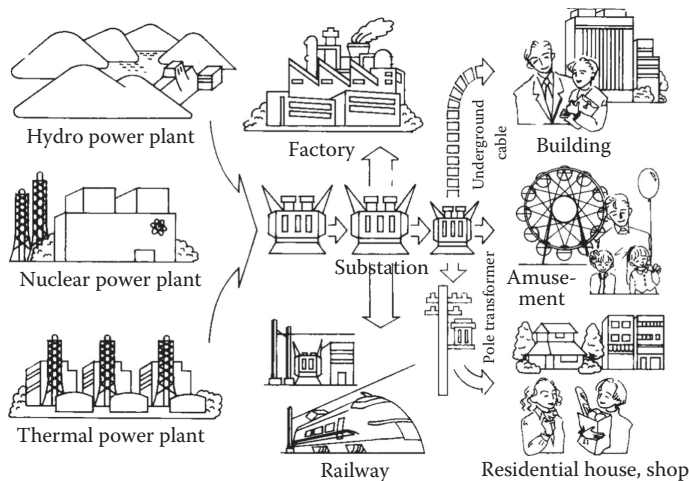 Hydro power plant
Factory
Underground
cable
Building
Nuclear power plant
Substation
Pole transformer
Amuse-
ment
Thermal power plant
Railway
Residential house, shop